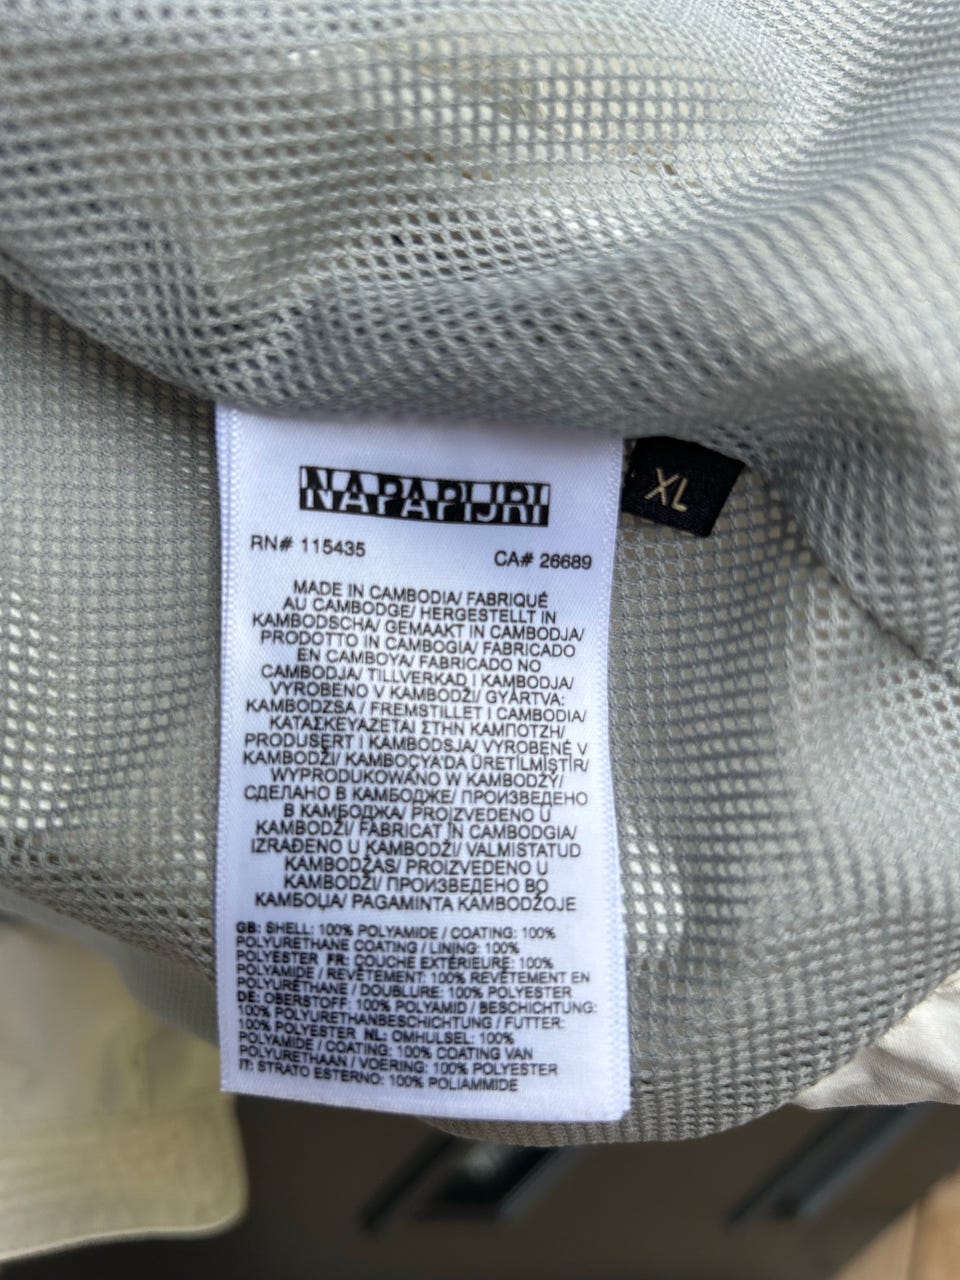 NAPAPIJRI
XL
RN# 115435 CA# 26689
MADE IN CAMBODIA/ FABRIQUÉ
AU CAMBODGE/ HERGESTELLT IN
KAMBODSCHA/ GEMAAKT IN CAMBODJA/
PRODOTTO IN CAMBOGIA/ FABRICADO
EN CAMBOYA/ FABRICADO NO
CAMBODJA/ TILLVERKAD I KAMBODJA/
VYROBENO V KAMBODŽI/ GYÁRTVA:
KAMBODZSA / FREMSTILLET I CAMBODIA/
ΚΑΤΑΣΚΕΥΑΖΕΤΑΙ ΣΤΗΝ ΚΑΜΠΟΤΖΗ/
PRODUSERT I KAMBODSJA/ VYROBENÉ V
KAMBODŽI/ KAMBOÇYA'DA ÜRETİLMİŞTİR/
WYPRODUKOWANO W KAMBODŻY/
СДЕЛАНО В КАМБОДЖЕ/ ПРОИЗВЕДЕНО
В КАМБОДЖА/ PROIZVEDENO U
KAMBODŽI/ FABRICAT ÎN CAMBODGIA/
IZRAĐENO U KAMBODŽI/ VALMISTATUD
KAMBODŽAS/ PROIZVEDENO U
KAMBODŽI/ ПРОИЗВЕДЕНО ВО
КАМБОЏА/ PAGAMINTA KAMBODŽOJE
GB: SHELL: 100% POLYAMIDE / COATING: 100%
POLYURETHANE COATING / LINING: 100%
POLYESTER FR: COUCHE EXTÉRIEURE: 100%
POLYAMIDE / REVÊTEMENT: 100% REVÊTEMENT EN
POLYURÉTHANE / DOUBLURE: 100% POLYESTER
DE: OBERSTOFF: 100% POLYAMID / BESCHICHTUNG:
100% POLYURETHANBESCHICHTUNG / FUTTER:
100% POLYESTER NL: OMHULSEL: 100%
POLYAMIDE / COATING: 100% COATING VAN
POLYURETHAAN / VOERING: 100% POLYESTER
IT: STRATO ESTERNO: 100% POLIAMMIDE